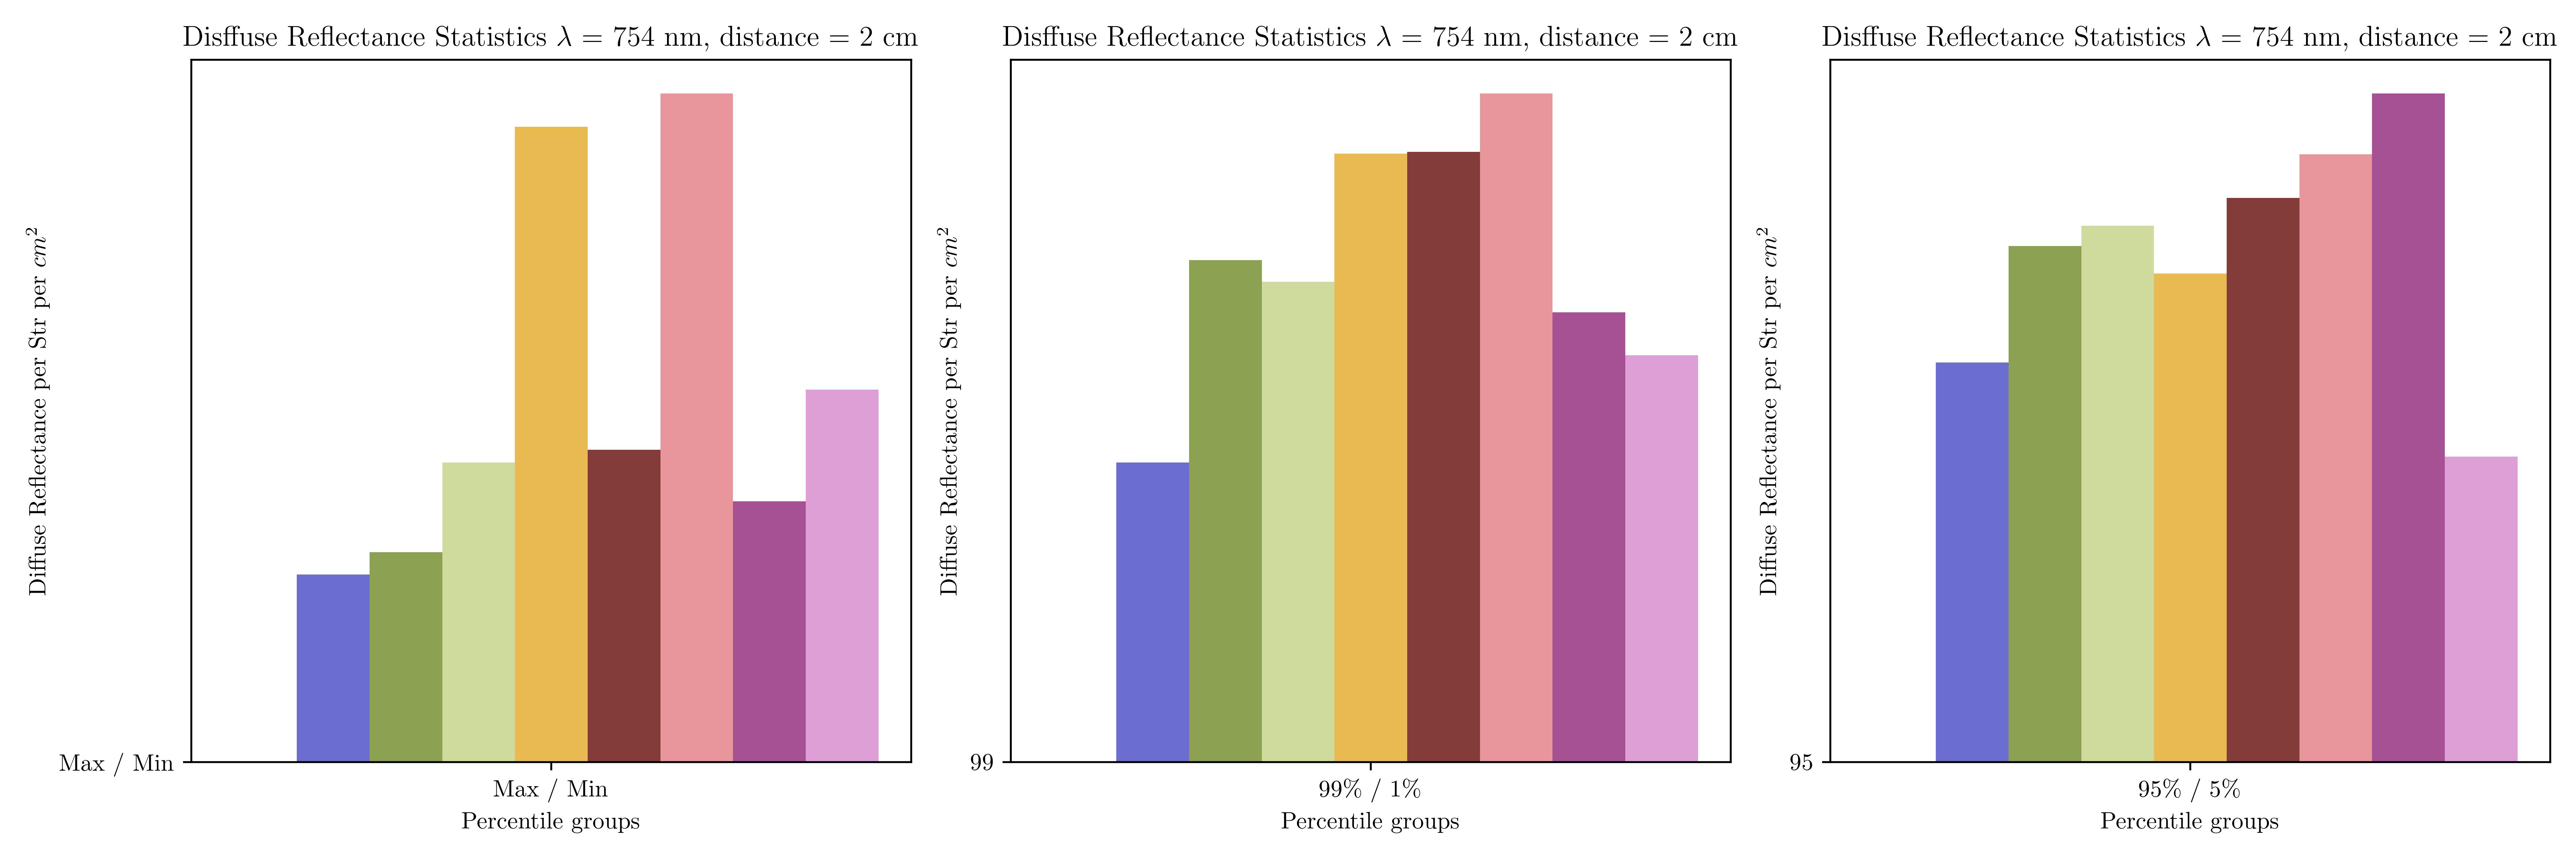 Disffuse Reflectance Statistics λ = 754 nm, distance = 2 cm
Diffuse Reflectance per Str per cm²
Max / Min
Max / Min
Percentile groups
Disffuse Reflectance Statistics λ = 754 nm, distance = 2 cm
Diffuse Reflectance per Str per cm²
99
99% / 1%
Percentile groups
Disffuse Reflectance Statistics λ = 754 nm, distance = 2 cm
Diffuse Reflectance per Str per cm²
95
95% / 5%
Percentile groups